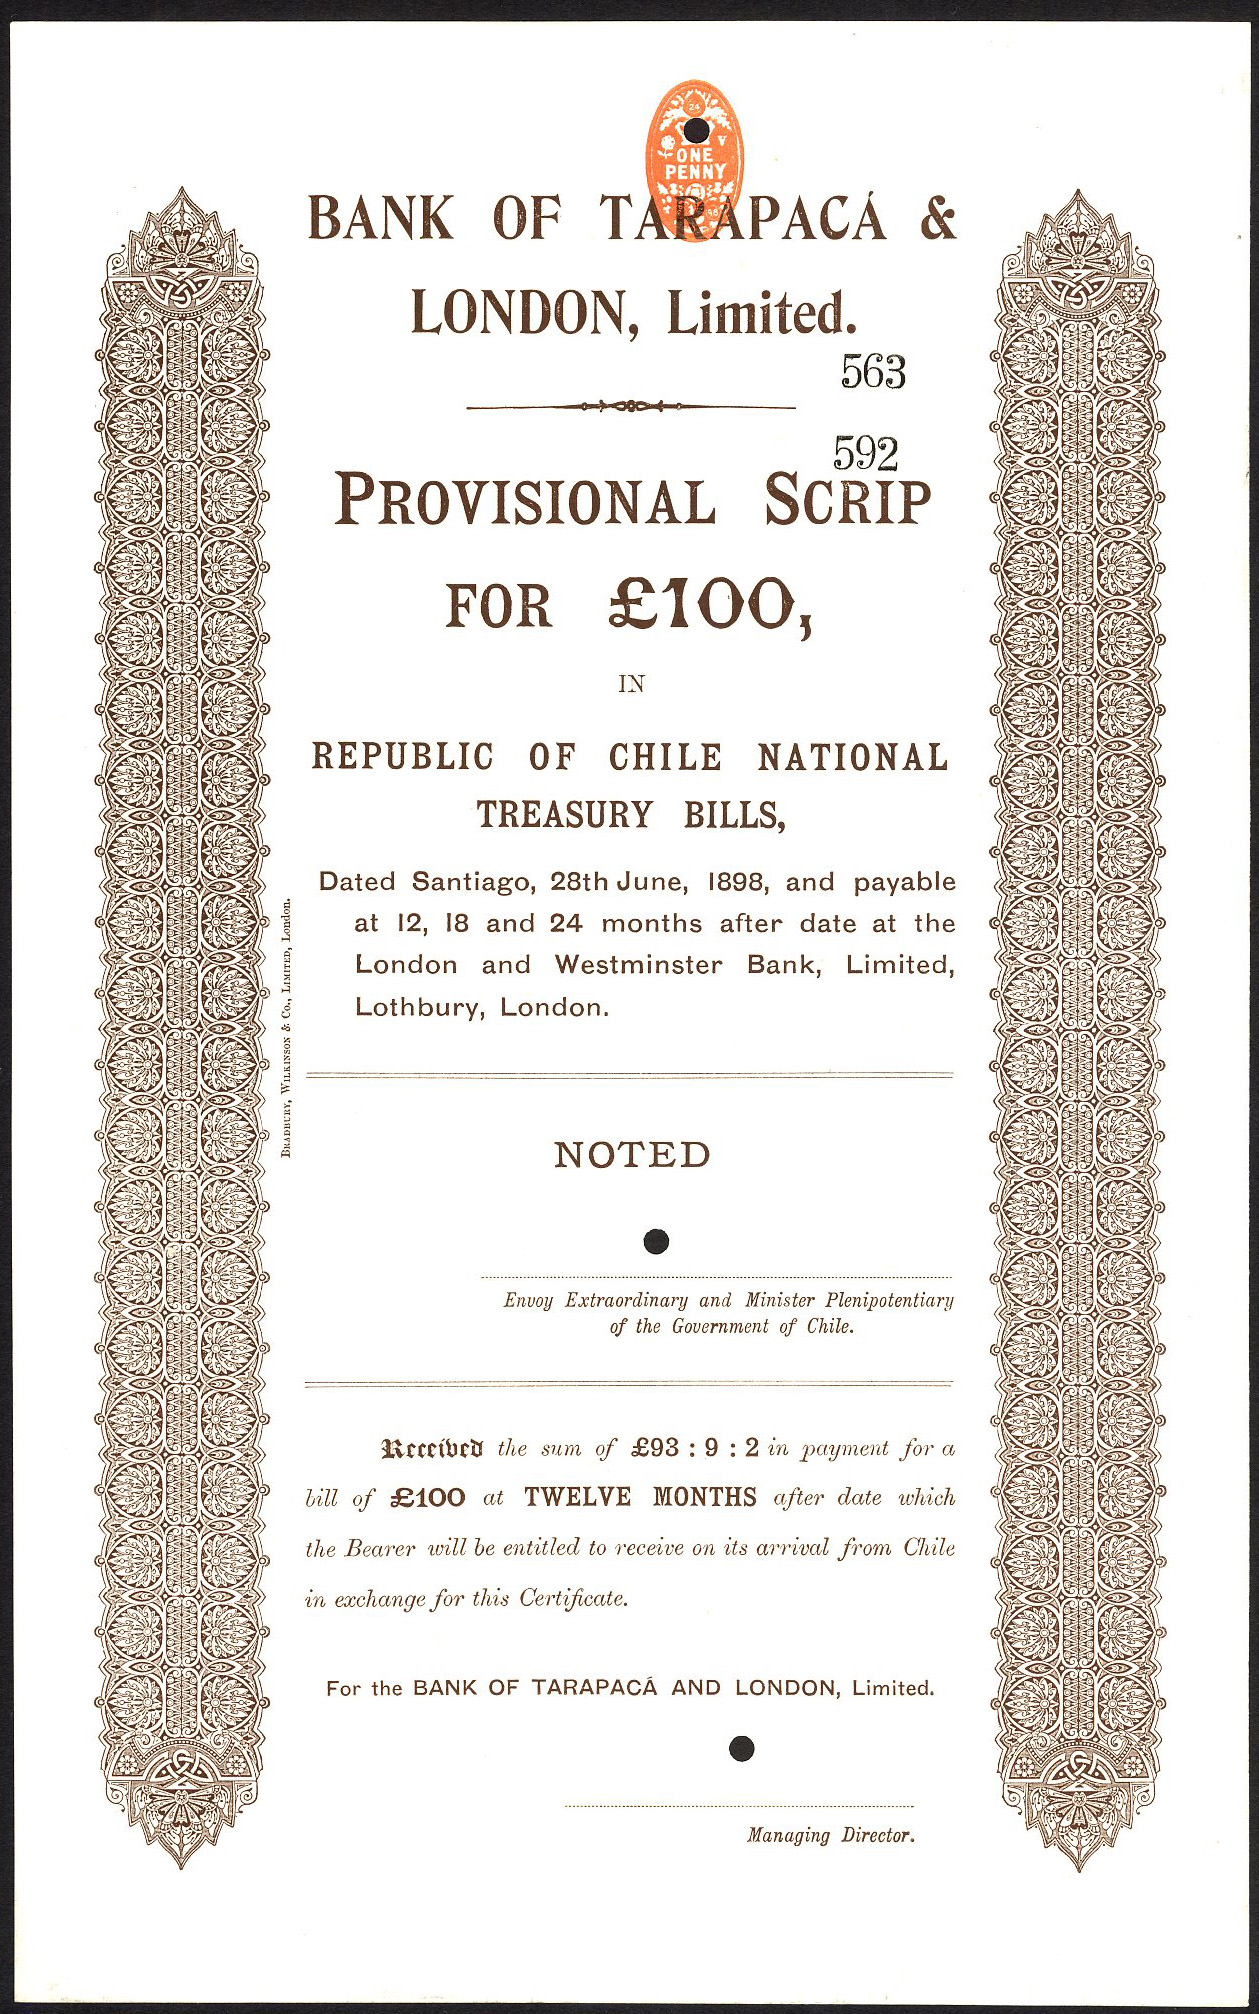 24
V
ONE
PENNY
98
BANK OF TARAPACÁ &
LONDON, Limited.
563
592
PROVISIONAL SCRIP
FOR £100,
IN
REPUBLIC OF CHILE NATIONAL
TREASURY BILLS,
Dated Santiago, 28th June, 1898, and payable
at 12, 18 and 24 months after date at the
London and Westminster Bank, Limited,
Lothbury, London.
BRADBURY, WILKINSON & Co., LIMITED, London.
NOTED
Envoy Extraordinary and Minister Plenipotentiary
of the Government of Chile.
Received the sum of £93 : 9 : 2 in payment for a
bill of £100 at TWELVE MONTHS after date which
the Bearer will be entitled to receive on its arrival from Chile
in exchange for this Certificate.
For the BANK OF TARAPACÁ AND LONDON, Limited.
Managing Director.